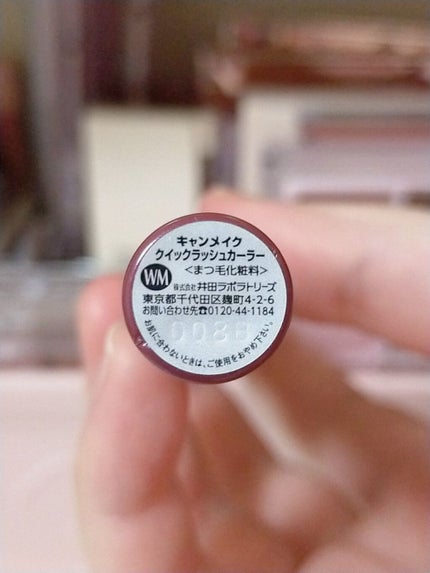 キャンメイク
クイックラッシュカーラー
<まつ毛化粧料>
WM
株式会社 井田ラボラトリーズ
東京都千代田区麹町4-2-6
お問い合わせ先☎0120-44-1184
お肌に合わないときは、ご使用をおやめ下さい。